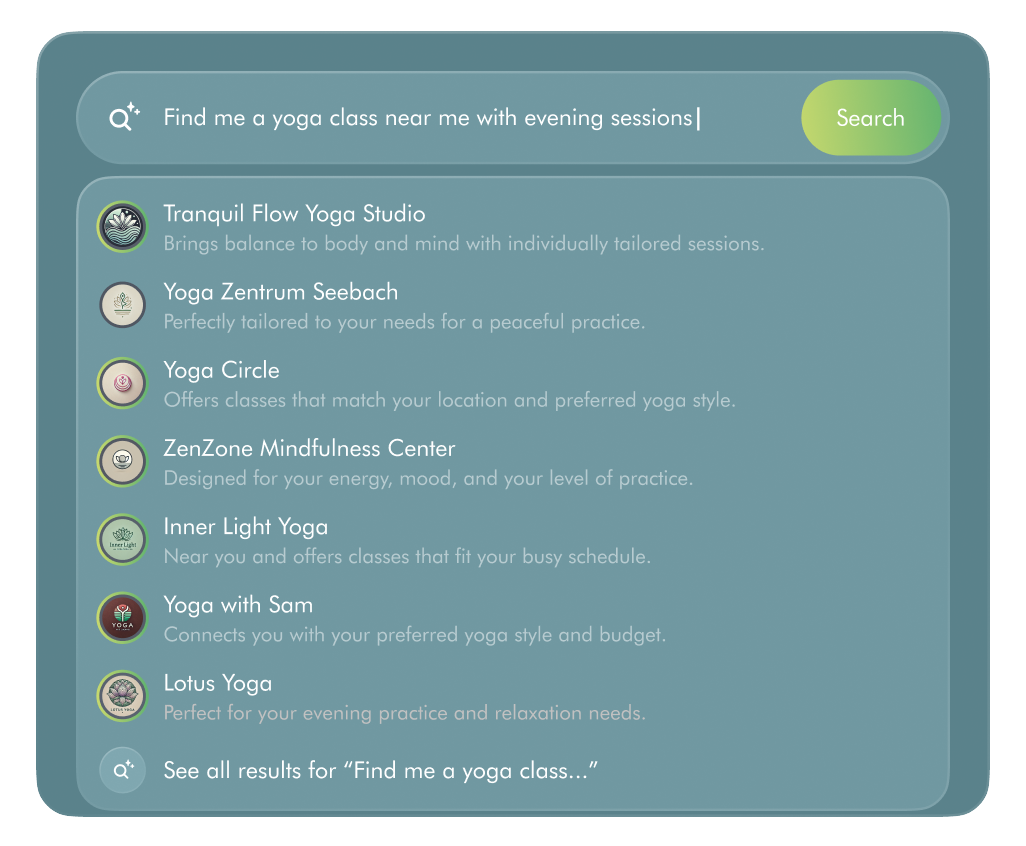 Find me a yoga class near me with evening sessions
Search
Tranquil Flow Yoga Studio
Brings balance to body and mind with individually tailored sessions.
Yoga Zentrum Seebach
Perfectly tailored to your needs for a peaceful practice.
Yoga Circle
Offers classes that match your location and preferred yoga style.
ZenZone Mindfulness Center
Designed for your energy, mood, and your level of practice.
Inner Light
Inner Light Yoga
Near you and offers classes that fit your busy schedule.
YOGA
Yoga with Sam
Connects you with your preferred yoga style and budget.
LOTUS YOGA
Lotus Yoga
Perfect for your evening practice and relaxation needs.
See all results for “Find me a yoga class...”